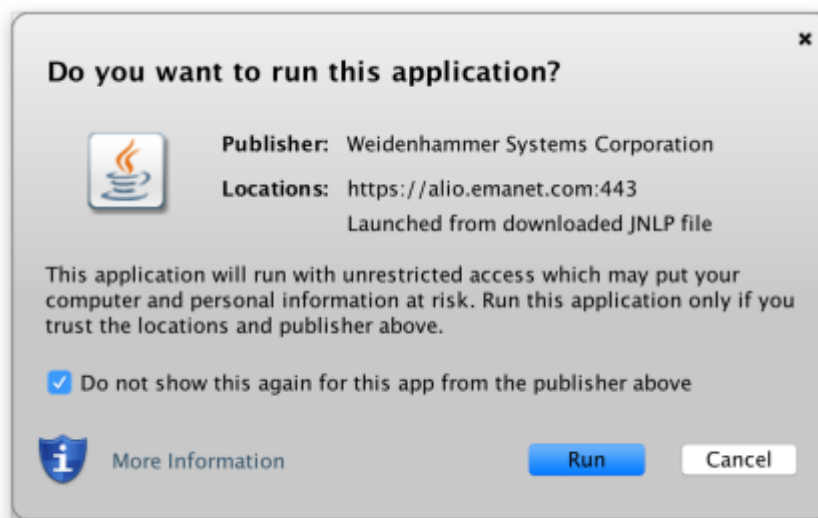 Do you want to run this application?
Publisher: Weidenhammer Systems Corporation
Locations: https://alio.emanet.com:443
Launched from downloaded JNLP file
This application will run with unrestricted access which may put your
computer and personal information at risk. Run this application only if you
trust the locations and publisher above.
Do not show this again for this app from the publisher above
More Information
Run
Cancel